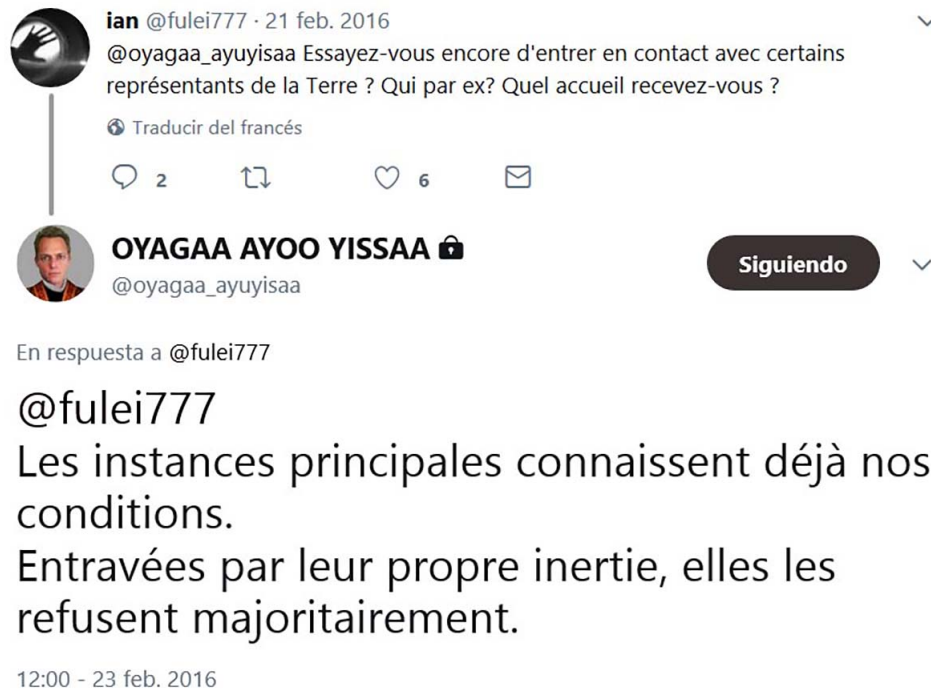 ian @fulei777 · 21 feb. 2016
@oyagaa_ayuyisaa Essayez-vous encore d'entrer en contact avec certains
représentants de la Terre ? Qui par ex? Quel accueil recevez-vous ?
Traducir del francés
2 6
OYAGAA AYOO YISSAA
@oyagaa_ayuyisaa
Siguiendo
En respuesta a @fulei777
@fulei777
Les instances principales connaissent déjà nos
conditions.
Entravées par leur propre inertie, elles les
refusent majoritairement.
12:00 - 23 feb. 2016